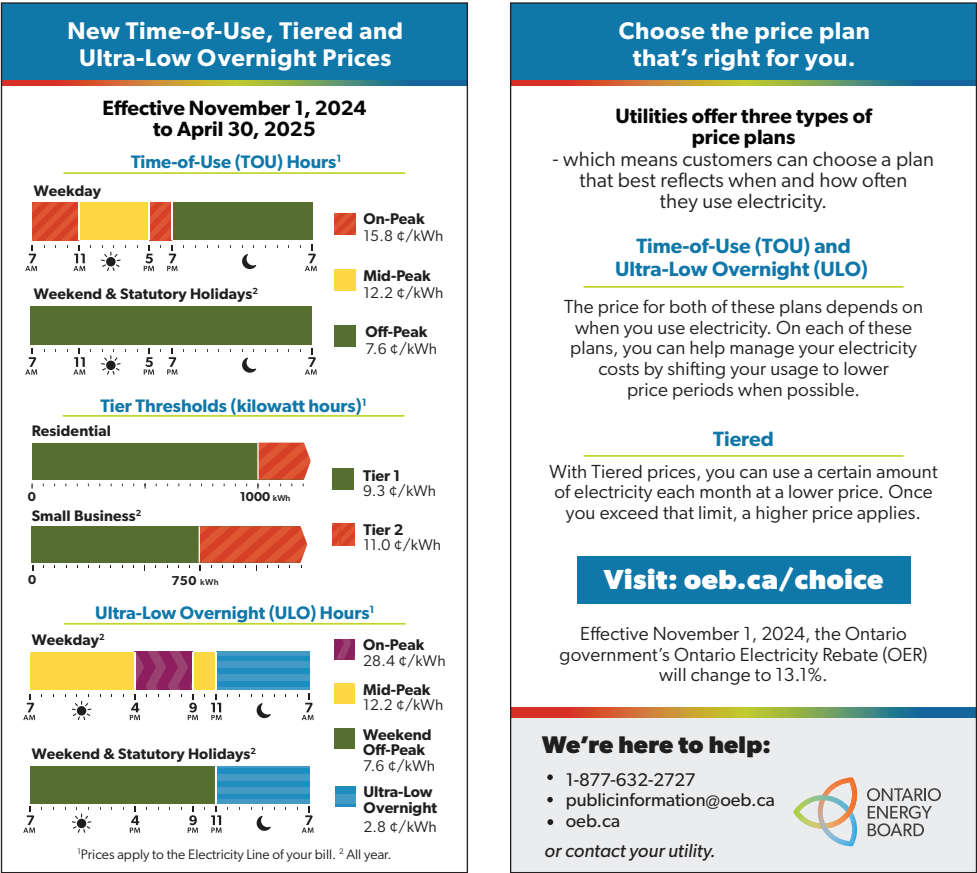 New Time-of-Use, Tiered and
Ultra-Low Overnight Prices
Effective November 1, 2024
to April 30, 2025
Time-of-Use (TOU) Hours¹
Weekday
7 AM 11 AM 5 PM 7 PM 7 AM
Weekend & Statutory Holidays²
7 AM 11 AM 5 PM 7 PM 7 AM
On-Peak
15.8 ¢/kWh
Mid-Peak
12.2 ¢/kWh
Off-Peak
7.6 ¢/kWh
Tier Thresholds (kilowatt hours)¹
Residential
0 1000 kWh
Small Business²
0 750 kWh
Tier 1
9.3 ¢/kWh
Tier 2
11.0 ¢/kWh
Ultra-Low Overnight (ULO) Hours¹
Weekday²
7 AM 4 PM 9 PM 11 PM 7 AM
Weekend & Statutory Holidays²
7 AM 4 PM 9 PM 11 PM 7 AM
On-Peak
28.4 ¢/kWh
Mid-Peak
12.2 ¢/kWh
Weekend
Off-Peak
7.6 ¢/kWh
Ultra-Low
Overnight
2.8 ¢/kWh
¹Prices apply to the Electricity Line of your bill. ² All year.
Choose the price plan
that's right for you.
Utilities offer three types of
price plans
- which means customers can choose a plan
that best reflects when and how often
they use electricity.
Time-of-Use (TOU) and
Ultra-Low Overnight (ULO)
The price for both of these plans depends on
when you use electricity. On each of these
plans, you can help manage your electricity
costs by shifting your usage to lower
price periods when possible.
Tiered
With Tiered prices, you can use a certain amount
of electricity each month at a lower price. Once
you exceed that limit, a higher price applies.
Visit: oeb.ca/choice
Effective November 1, 2024, the Ontario
government's Ontario Electricity Rebate (OER)
will change to 13.1%.
We're here to help:
• 1-877-632-2727
• publicinformation@oeb.ca
• oeb.ca
or contact your utility.
ONTARIO
ENERGY
BOARD